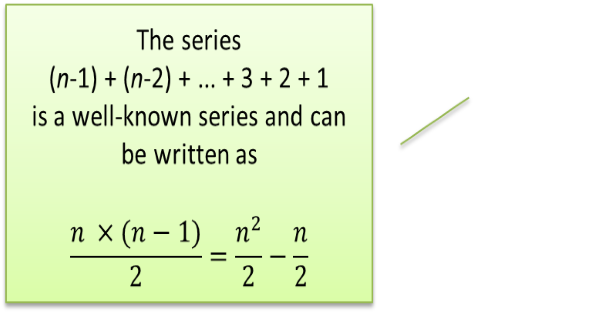 The series
(n-1) + (n-2) + ... + 3 + 2 + 1
is a well-known series and can
be written as
n × (n − 1) / 2 = n² / 2 − n / 2